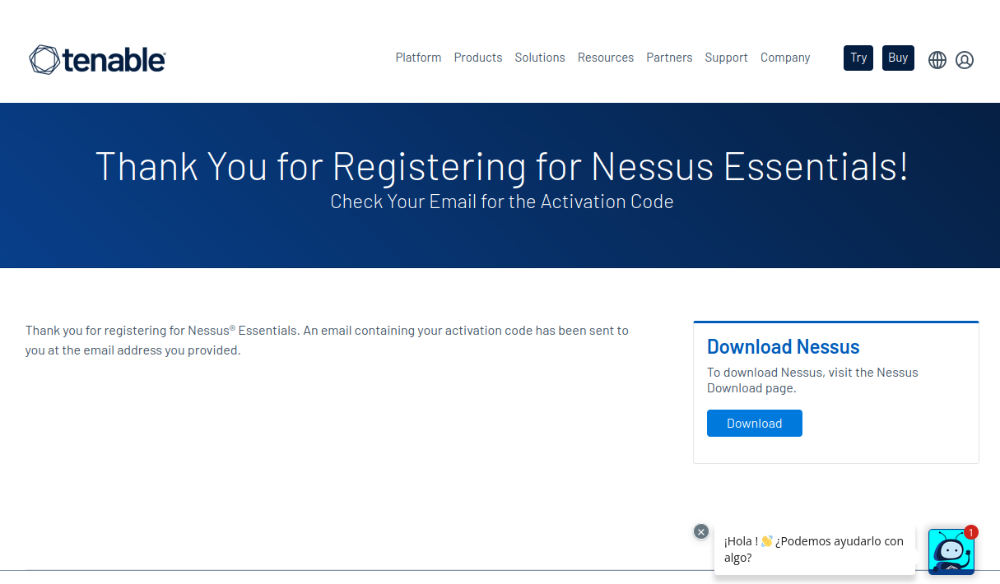 tenable
Platform Products Solutions Resources Partners Support Company Try Buy
Thank You for Registering for Nessus Essentials!
Check Your Email for the Activation Code
Thank you for registering for Nessus® Essentials. An email containing your activation code has been sent to
you at the email address you provided.
Download Nessus
To download Nessus, visit the Nessus
Download page.
Download
¡Hola ! 👋 ¿Podemos ayudarlo con
algo?
1